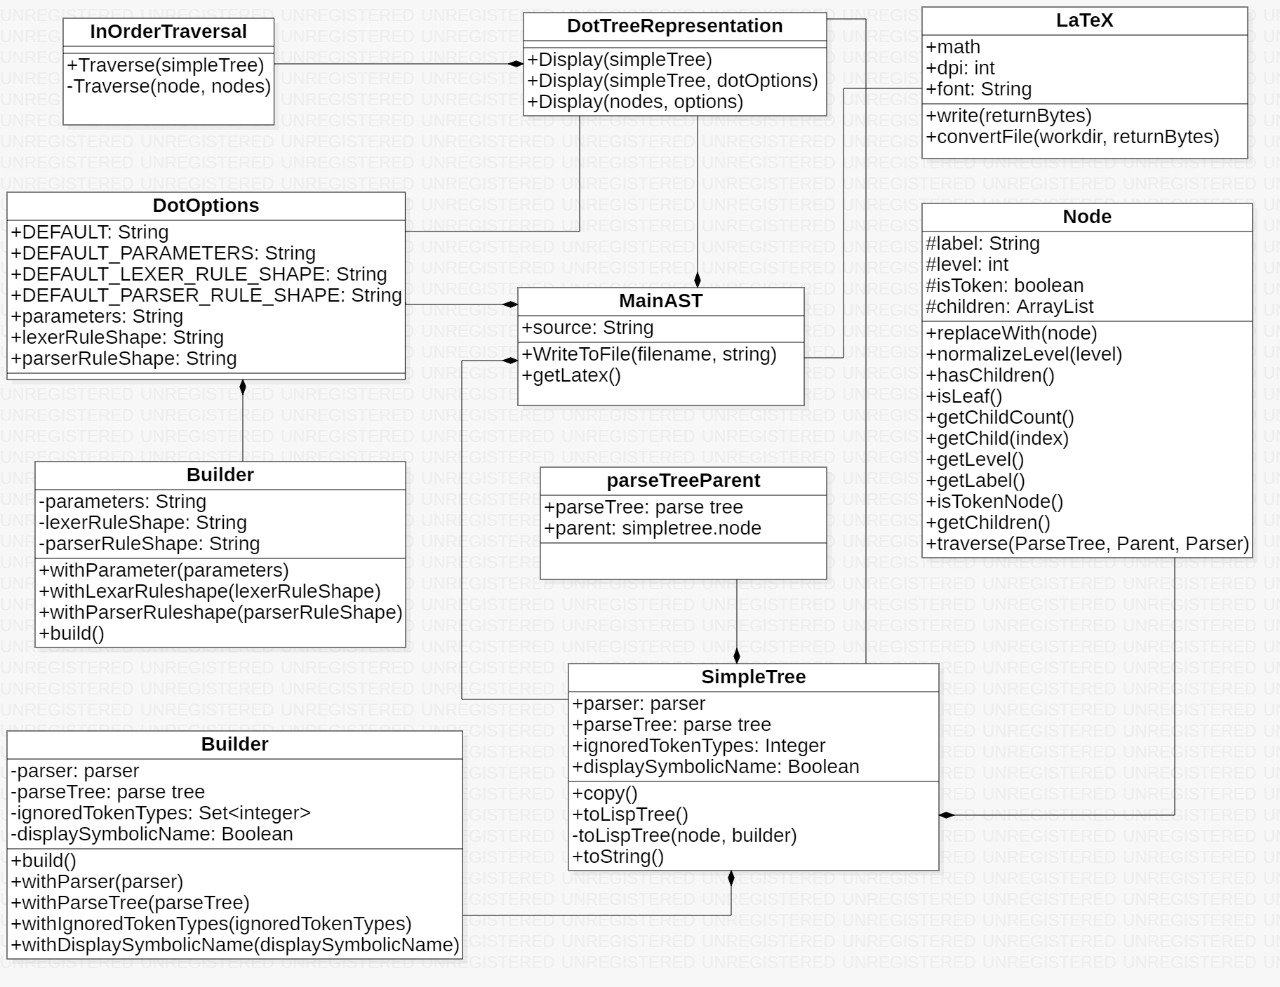 InOrderTraversal
+Traverse(simpleTree)
-Traverse(node, nodes)
DotTreeRepresentation
+Display(simpleTree)
+Display(simpleTree, dotOptions)
+Display(nodes, options)
LaTeX
+math
+dpi: int
+font: String
+write(returnBytes)
+convertFile(workdir, returnBytes)
DotOptions
+DEFAULT: String
+DEFAULT_PARAMETERS: String
+DEFAULT_LEXER_RULE_SHAPE: String
+DEFAULT_PARSER_RULE_SHAPE: String
+parameters: String
+lexerRuleShape: String
+parserRuleShape: String
Node
#label: String
#level: int
#isToken: boolean
#children: ArrayList
+replaceWith(node)
+normalizeLevel(level)
+hasChildren()
+isLeaf()
+getChildCount()
+getChild(index)
+getLevel()
+getLabel()
+isTokenNode()
+getChildren()
+traverse(ParseTree, Parent, Parser)
MainAST
+source: String
+WriteToFile(filename, string)
+getLatex()
Builder
-parameters: String
-lexerRuleShape: String
-parserRuleShape: String
+withParameter(parameters)
+withLexarRuleshape(lexerRuleShape)
+withParserRuleshape(parserRuleShape)
+build()
parseTreeParent
+parseTree: parse tree
+parent: simpletree.node
SimpleTree
+parser: parser
+parseTree: parse tree
+ignoredTokenTypes: Integer
+displaySymbolicName: Boolean
+copy()
+toLispTree()
-toLispTree(node, builder)
+toString()
Builder
-parser: parser
-parseTree: parse tree
-ignoredTokenTypes: Set<integer>
-displaySymbolicName: Boolean
+build()
+withParser(parser)
+withParseTree(parseTree)
+withIgnoredTokenTypes(ignoredTokenTypes)
+withDisplaySymbolicName(displaySymbolicName)
UNREGISTERED